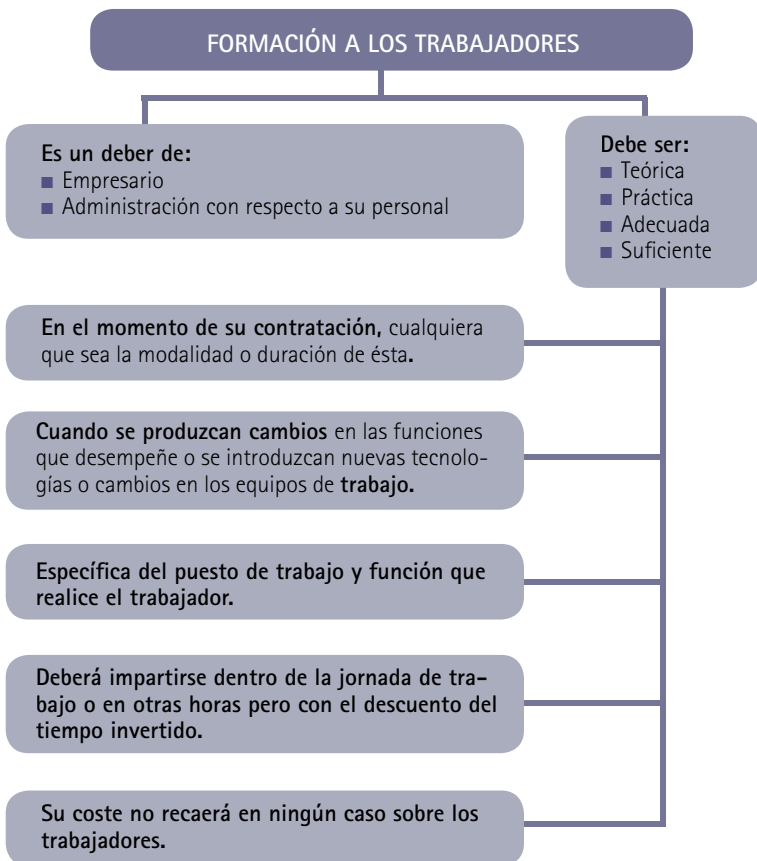 FORMACIÓN A LOS TRABAJADORES
Es un deber de:
■ Empresario
■ Administración con respecto a su personal
Debe ser:
■ Teórica
■ Práctica
■ Adecuada
■ Suficiente
En el momento de su contratación, cualquiera
que sea la modalidad o duración de ésta.
Cuando se produzcan cambios en las funciones
que desempeñe o se introduzcan nuevas tecnolo-
gías o cambios en los equipos de trabajo.
Específica del puesto de trabajo y función que
realice el trabajador.
Deberá impartirse dentro de la jornada de tra-
bajo o en otras horas pero con el descuento del
tiempo invertido.
Su coste no recaerá en ningún caso sobre los
trabajadores.